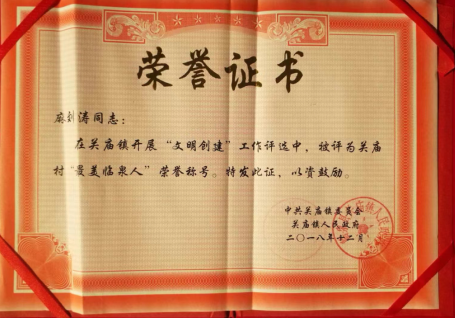 荣誉证书
麻刘涛同志：
在关庙镇开展“文明创建”工作评选中，被评为关庙
村“最美临泉人”荣誉称号。特发此证，以资鼓励。
中共关庙镇委员会
关庙镇人民政府
二〇一八年十二月